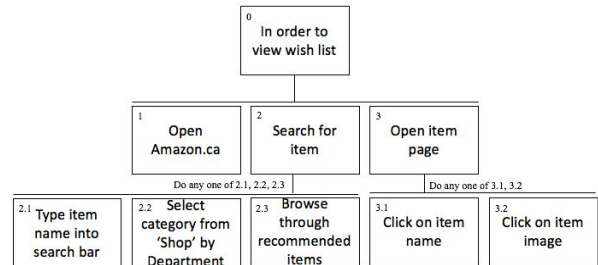 0
In order to
view wish list
1
Open
Amazon.ca
2
Search for
item
3
Open item
page
Do any one of 2.1, 2.2, 2.3
Do any one of 3.1, 3.2
2.1 Type item
name into
search bar
2.2 Select
category from
‘Shop’ by
Department
2.3 Browse
through
recommended
items
3.1
Click on item
name
3.2
Click on item
image